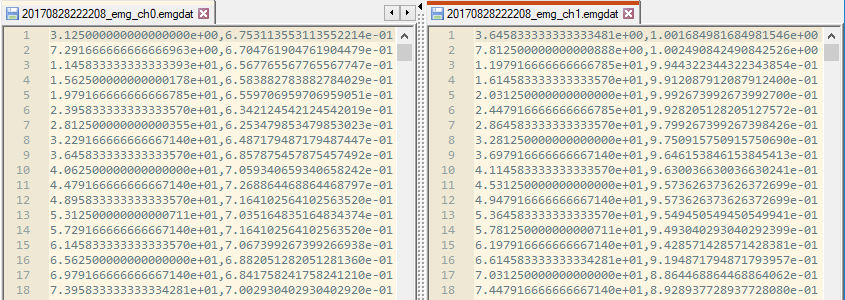 20170828222208_emg_ch0.emgdat
1 3.125000000000000000e+00,6.753113553113552214e-01
2 7.291666666666666963e+00,6.704761904761904479e-01
3 1.145833333333333393e+01,6.567765567765567747e-01
4 1.562500000000000178e+01,6.583882783882784029e-01
5 1.979166666666666785e+01,6.559706959706959051e-01
6 2.395833333333333570e+01,6.342124542124542019e-01
7 2.812500000000000355e+01,6.253479853479853023e-01
8 3.229166666666667140e+01,6.487179487179487447e-01
9 3.645833333333333570e+01,6.857875457875457492e-01
10 4.062500000000000000e+01,7.059340659340658242e-01
11 4.479166666666667140e+01,7.268864468864468797e-01
12 4.895833333333333570e+01,7.164102564102563520e-01
13 5.312500000000000711e+01,7.035164835164834374e-01
14 5.729166666666667140e+01,7.164102564102563520e-01
15 6.145833333333333570e+01,7.067399267399266938e-01
16 6.562500000000000000e+01,6.882051282051281360e-01
17 6.979166666666667140e+01,6.841758241758241210e-01
18 7.395833333333334281e+01,7.002930402930402920e-01
20170828222208_emg_ch1.emgdat
1 3.645833333333333481e+00,1.001684981684981546e+00
2 7.812500000000000888e+00,1.002490842490842526e+00
3 1.197916666666666785e+01,9.944322344322343854e-01
4 1.614583333333333570e+01,9.912087912087912400e-01
5 2.031250000000000000e+01,9.992673992673992700e-01
6 2.447916666666666785e+01,9.928205128205127572e-01
7 2.864583333333333570e+01,9.799267399267398426e-01
8 3.281250000000000000e+01,9.750915750915750690e-01
9 3.697916666666667140e+01,9.646153846153845413e-01
10 4.114583333333333570e+01,9.630036630036630241e-01
11 4.531250000000000000e+01,9.573626373626372699e-01
12 4.947916666666667140e+01,9.573626373626372699e-01
13 5.364583333333333570e+01,9.549450549450549941e-01
14 5.781250000000000711e+01,9.493040293040292399e-01
15 6.197916666666667140e+01,9.428571428571428381e-01
16 6.614583333333334281e+01,9.194871794871793957e-01
17 7.031250000000000000e+01,8.864468864468864062e-01
18 7.447916666666667140e+01,8.928937728937728080e-01